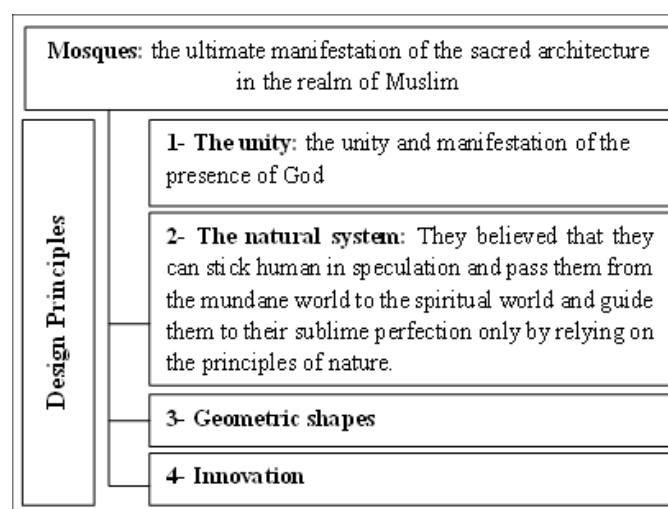 Mosques: the ultimate manifestation of the sacred architecture
in the realm of Muslim
Design Principles
1- The unity: the unity and manifestation of the
presence of God
2- The natural system: They believed that they
can stick human in speculation and pass them from
the mundane world to the spiritual world and guide
them to their sublime perfection only by relying on
the principles of nature.
3- Geometric shapes
4- Innovation